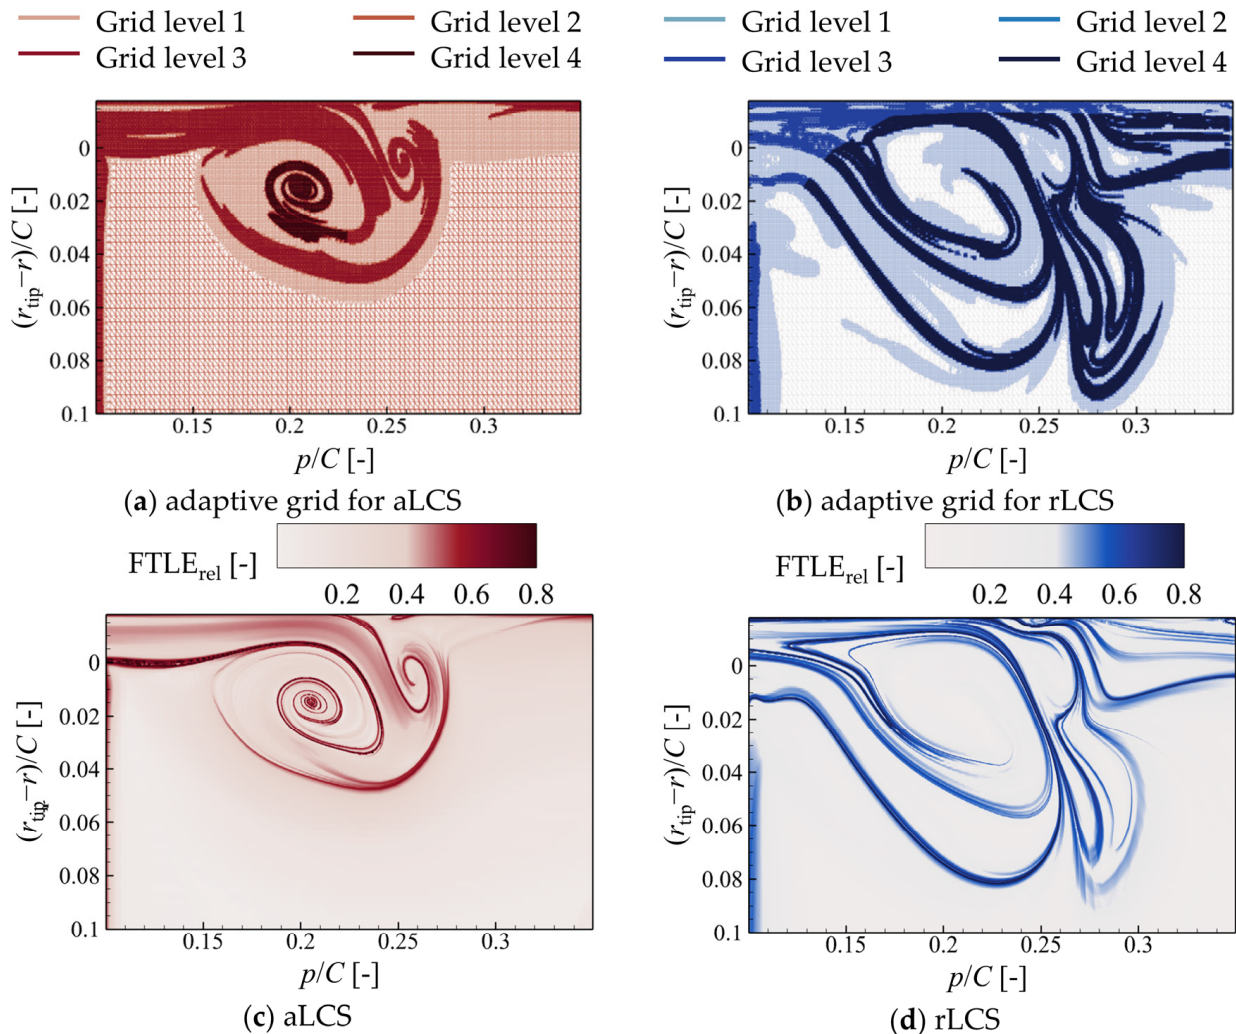 Grid level 1 Grid level 2
Grid level 3 Grid level 4
Grid level 1 Grid level 2
Grid level 3 Grid level 4
0
0.02
0.04
0.06
0.08
0.1
(r_tip−r)/C [-]
0.15 0.2 0.25 0.3
p/C [-]
(a) adaptive grid for aLCS
0
0.02
0.04
0.06
0.08
0.1
(r_tip−r)/C [-]
0.15 0.2 0.25 0.3
p/C [-]
(b) adaptive grid for rLCS
FTLE_rel [-]
0.2 0.4 0.6 0.8
0
0.02
0.04
0.06
0.08
0.1
(r_tip−r)/C [-]
0.15 0.2 0.25 0.3
p/C [-]
(c) aLCS
FTLE_rel [-]
0.2 0.4 0.6 0.8
0
0.02
0.04
0.06
0.08
0.1
(r_tip−r)/C [-]
0.15 0.2 0.25 0.3
p/C [-]
(d) rLCS